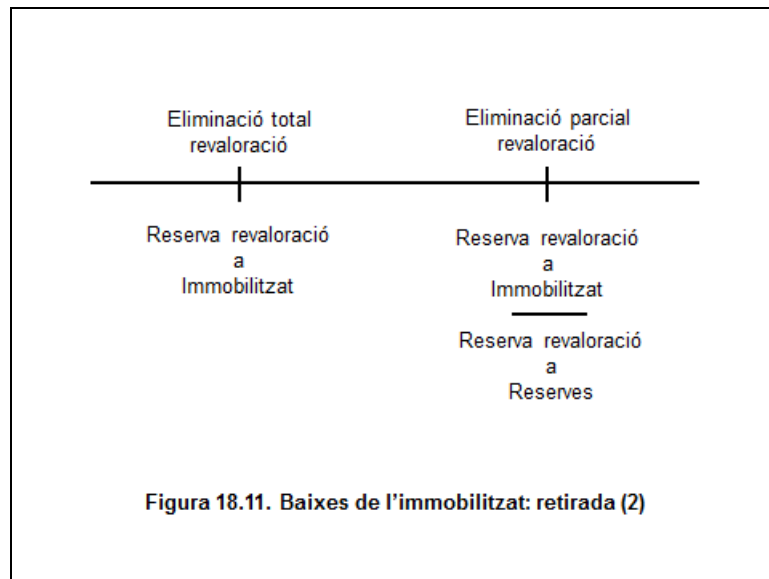 Eliminació total
revaloració
Eliminació parcial
revaloració
Reserva revaloració
a
Immobilitzat
Reserva revaloració
a
Immobilitzat
Reserva revaloració
a
Reserves
Figura 18.11. Baixes de l'immobilitzat: retirada (2)